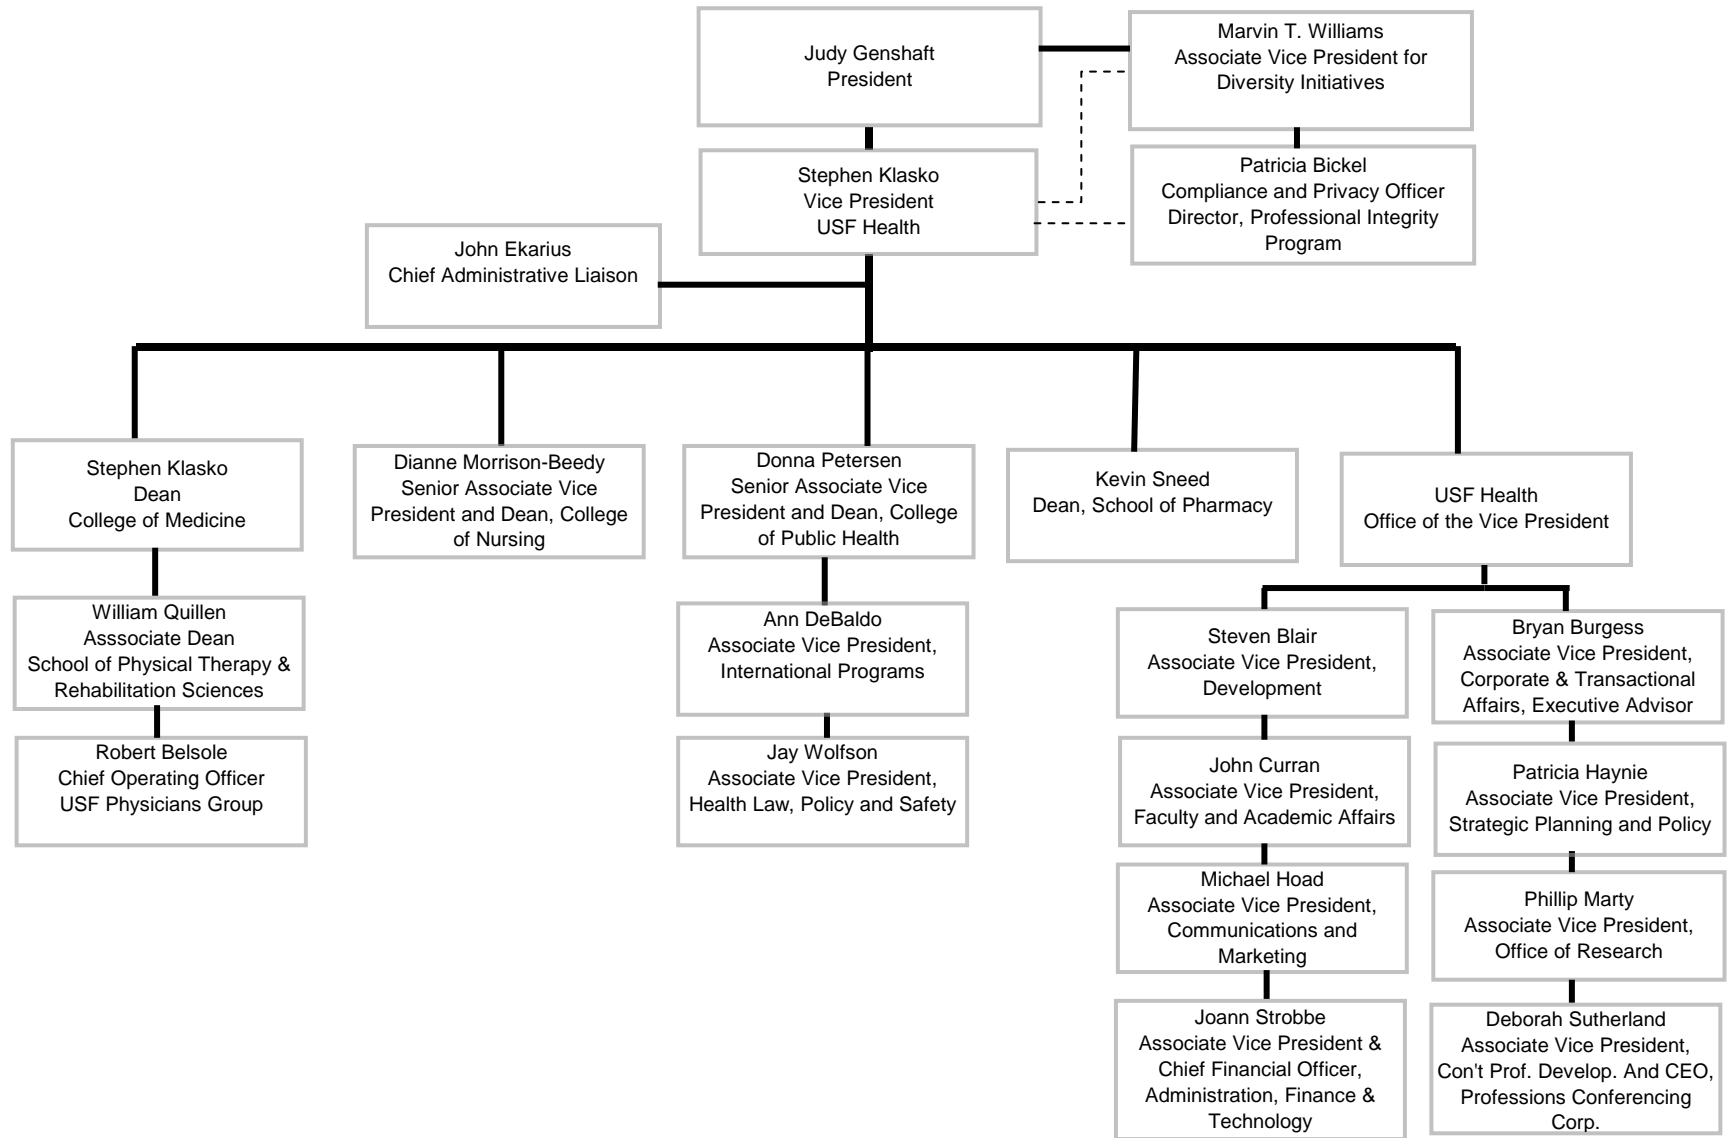 Judy Genshaft
President
Marvin T. Williams
Associate Vice President for
Diversity Initiatives
Stephen Klasko
Vice President
USF Health
Patricia Bickel
Compliance and Privacy Officer
Director, Professional Integrity
Program
John Ekarius
Chief Administrative Liaison
Stephen Klasko
Dean
College of Medicine
Dianne Morrison-Beedy
Senior Associate Vice
President and Dean, College
of Nursing
Donna Petersen
Senior Associate Vice
President and Dean, College
of Public Health
Kevin Sneed
Dean, School of Pharmacy
USF Health
Office of the Vice President
William Quillen
Asssociate Dean
School of Physical Therapy &
Rehabilitation Sciences
Ann DeBaldo
Associate Vice President,
International Programs
Steven Blair
Associate Vice President,
Development
Bryan Burgess
Associate Vice President,
Corporate & Transactional
Affairs, Executive Advisor
Robert Belsole
Chief Operating Officer
USF Physicians Group
Jay Wolfson
Associate Vice President,
Health Law, Policy and Safety
John Curran
Associate Vice President,
Faculty and Academic Affairs
Patricia Haynie
Associate Vice President,
Strategic Planning and Policy
Michael Hoad
Associate Vice President,
Communications and
Marketing
Phillip Marty
Associate Vice President,
Office of Research
Joann Strobbe
Associate Vice President &
Chief Financial Officer,
Administration, Finance &
Technology
Deborah Sutherland
Associate Vice President,
Con't Prof. Develop. And CEO,
Professions Conferencing
Corp.